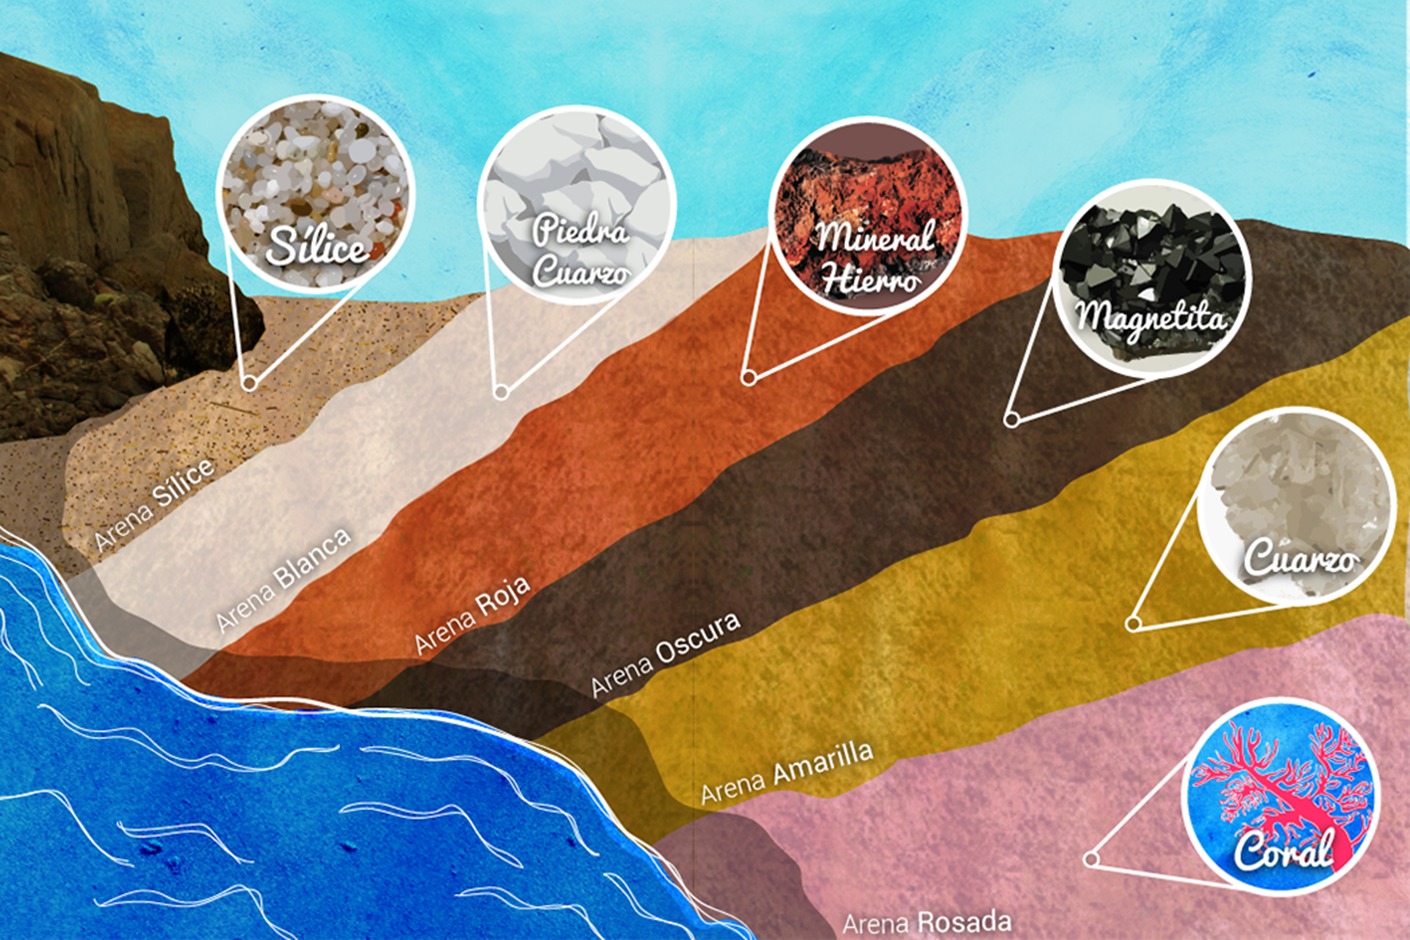 Sílice
Piedra
Cuarzo
Mineral
Hierro
Magnetita
Cuarzo
Coral
Arena Sílice
Arena Blanca
Arena Roja
Arena Oscura
Arena Amarilla
Arena Rosada